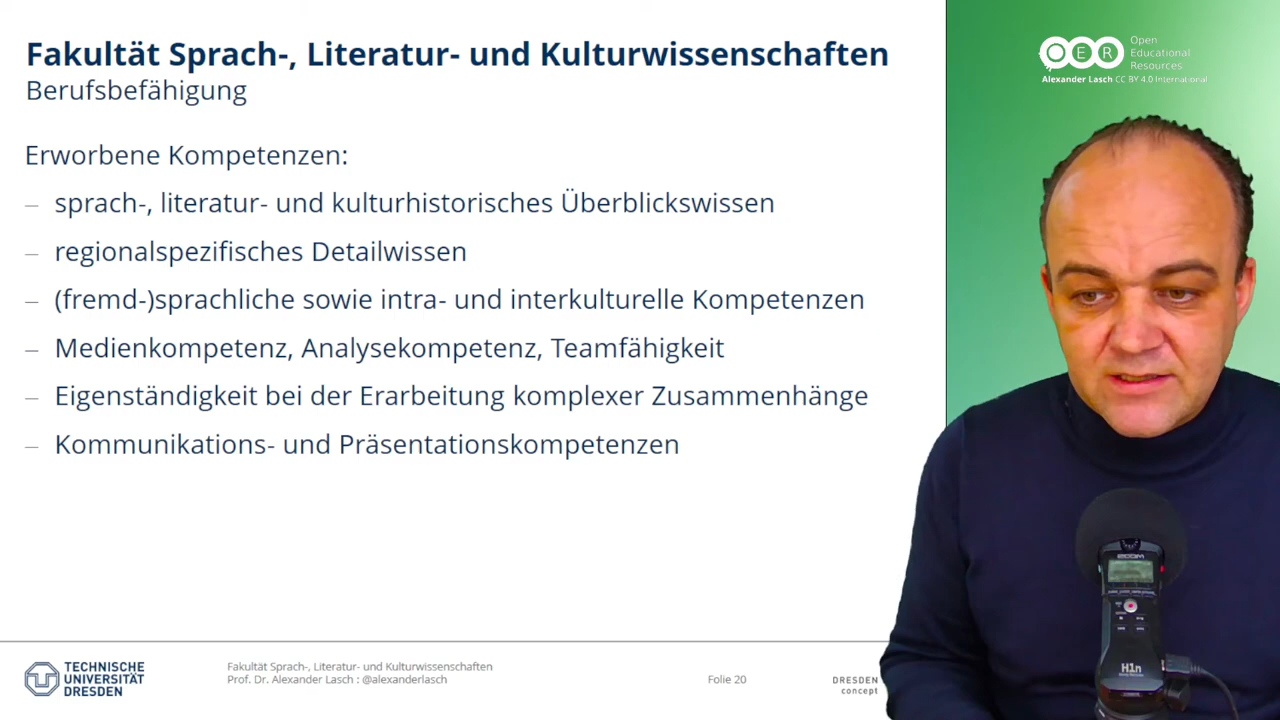 Fakultät Sprach-, Literatur- und Kulturwissenschaften
Berufsbefähigung
Erworbene Kompetenzen:
– sprach-, literatur- und kulturhistorisches Überblickswissen
– regionalspezifisches Detailwissen
– (fremd-)sprachliche sowie intra- und interkulturelle Kompetenzen
– Medienkompetenz, Analysekompetenz, Teamfähigkeit
– Eigenständigkeit bei der Erarbeitung komplexer Zusammenhänge
– Kommunikations- und Präsentationskompetenzen
TECHNISCHE
UNIVERSITÄT
DRESDEN
Fakultät Sprach-, Literatur- und Kulturwissenschaften
Prof. Dr. Alexander Lasch : @alexanderlasch
Folie 20
DRESDEN
concept
OER
Open
Educational
Resources
Alexander Lasch CC BY 4.0 International
zoom
H1n